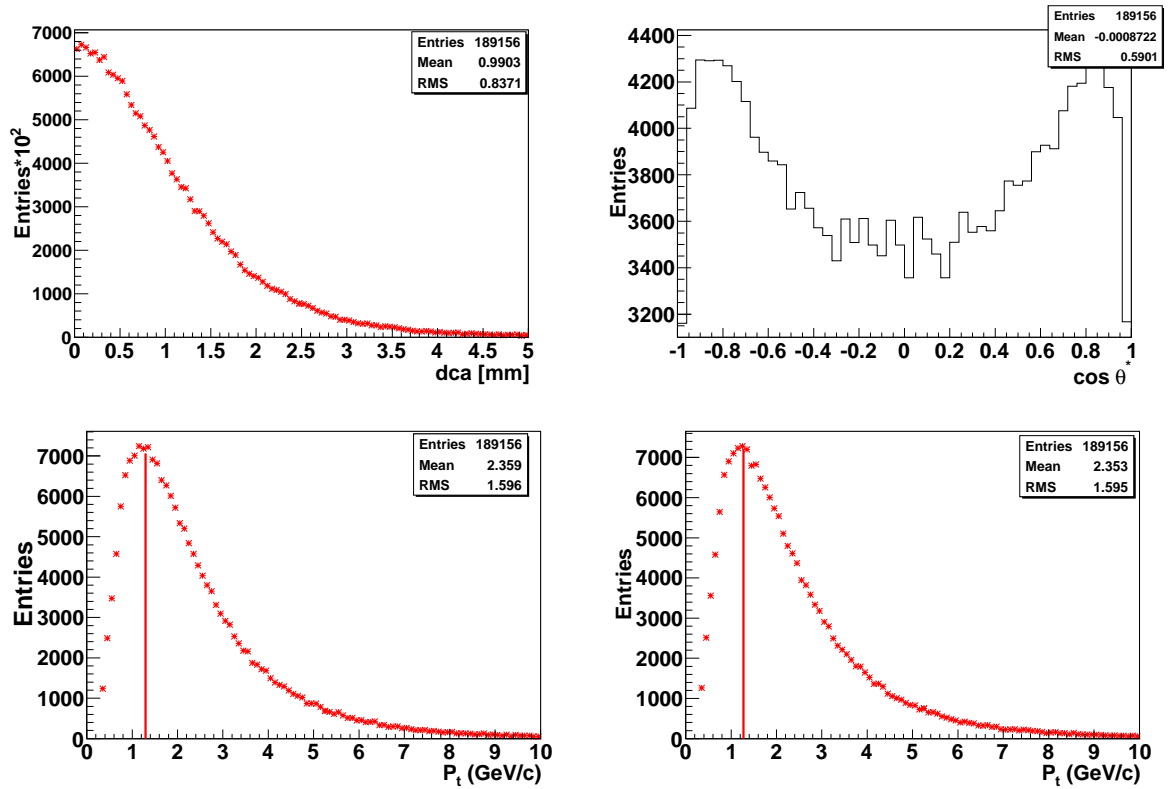 Entries 189156
Mean 0.9903
RMS 0.8371
Entries*10²
7000
6000
5000
4000
3000
2000
1000
0
0 0.5 1 1.5 2 2.5 3 3.5 4 4.5 5
dca [mm]
Entries 189156
Mean -0.0008722
RMS 0.5901
Entries
4400
4200
4000
3800
3600
3400
3200
-1 -0.8 -0.6 -0.4 -0.2 0 0.2 0.4 0.6 0.8 1
cos θ*
Entries 189156
Mean 2.359
RMS 1.596
Entries
7000
6000
5000
4000
3000
2000
1000
0
0 1 2 3 4 5 6 7 8 9 10
P_t (GeV/c)
Entries 189156
Mean 2.353
RMS 1.595
Entries
7000
6000
5000
4000
3000
2000
1000
0
0 1 2 3 4 5 6 7 8 9 10
P_t (GeV/c)